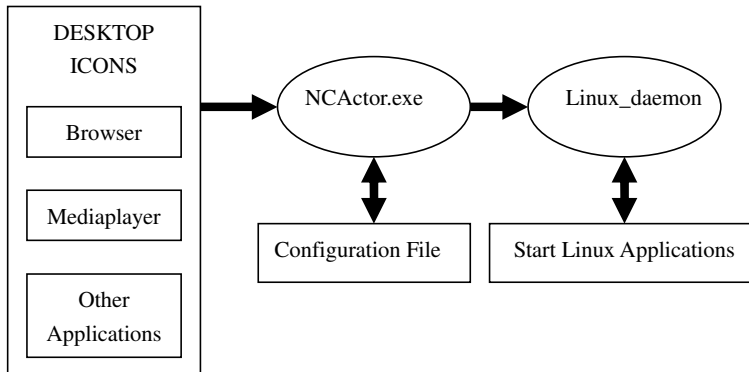 DESKTOP
ICONS
Browser
Mediaplayer
Other
Applications
NCActor.exe
Linux_daemon
Configuration File
Start Linux Applications